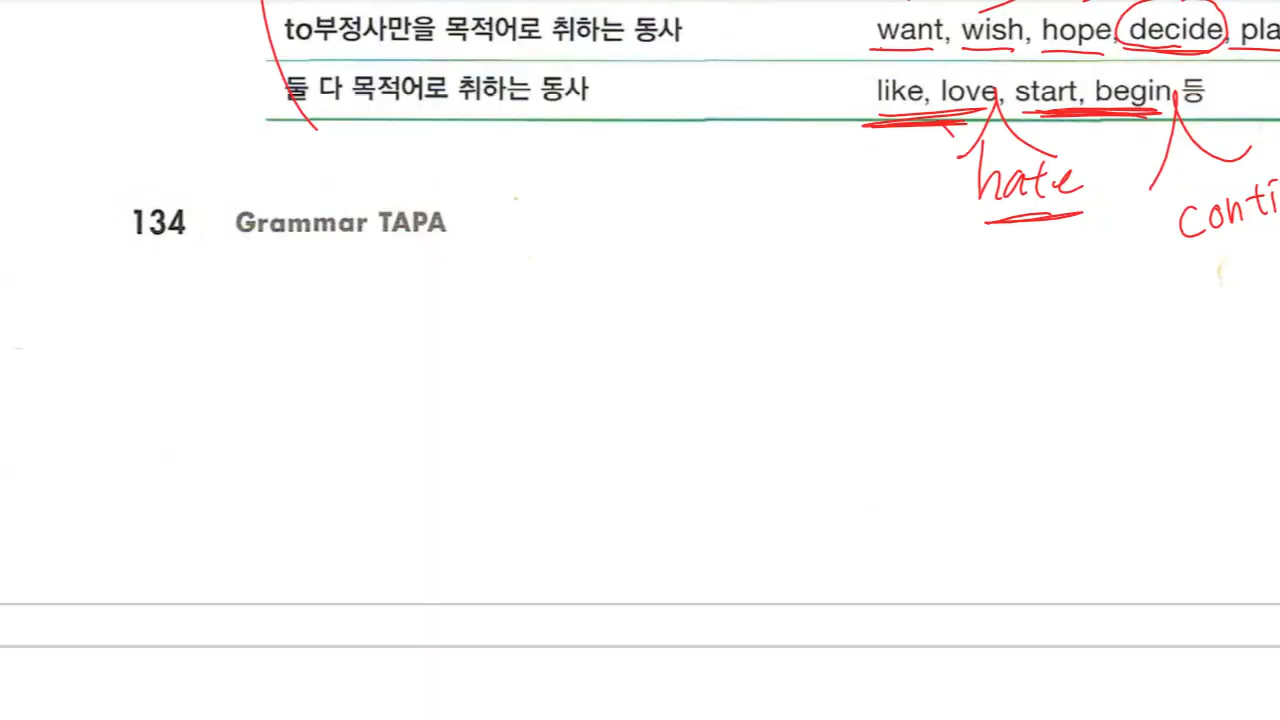 to부정사만을 목적어로 취하는 동사 want, wish, hope, decide, pla
둘 다 목적어로 취하는 동사 like, love, start, begin, 등
hate
conti
134 Grammar TAPA